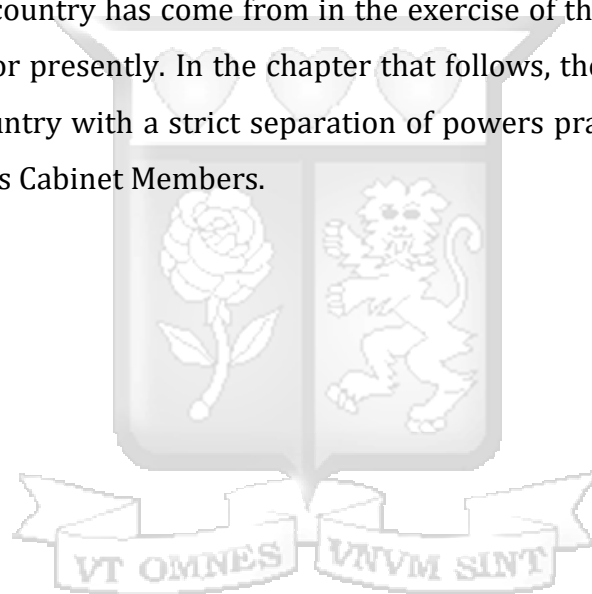 country has come from in the exercise of th
or presently. In the chapter that follows, the
untry with a strict separation of powers pra
s Cabinet Members.
VT OMNES VNVM SINT